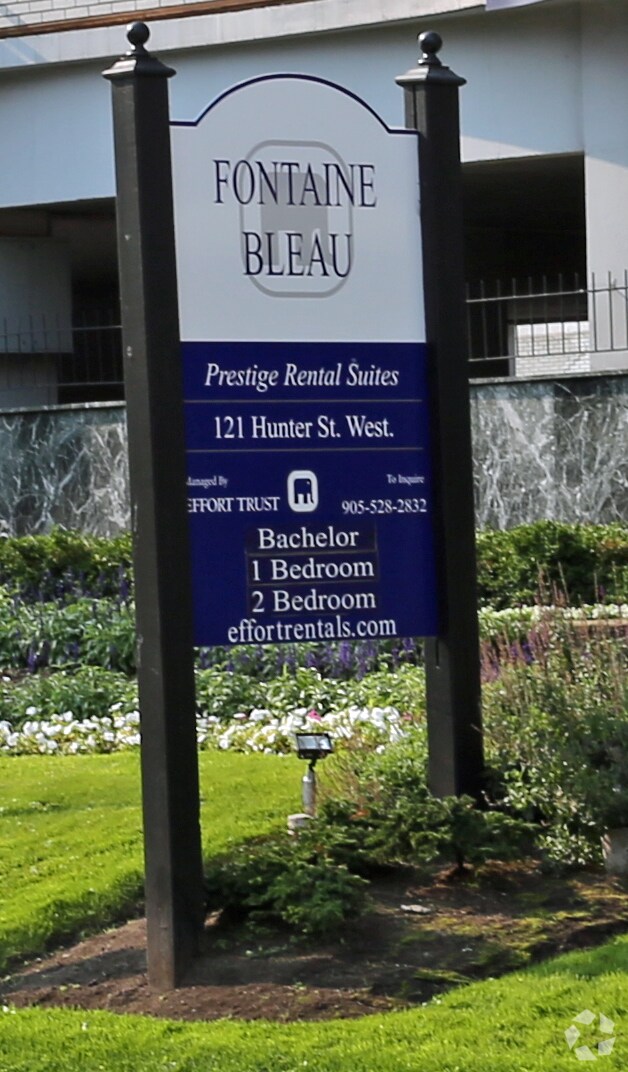 FONTAINE
BLEAU
Prestige Rental Suites
121 Hunter St. West.
Managed By
EFFORT TRUST
To Inquire
905-528-2832
Bachelor
1 Bedroom
2 Bedroom
effortrentals.com